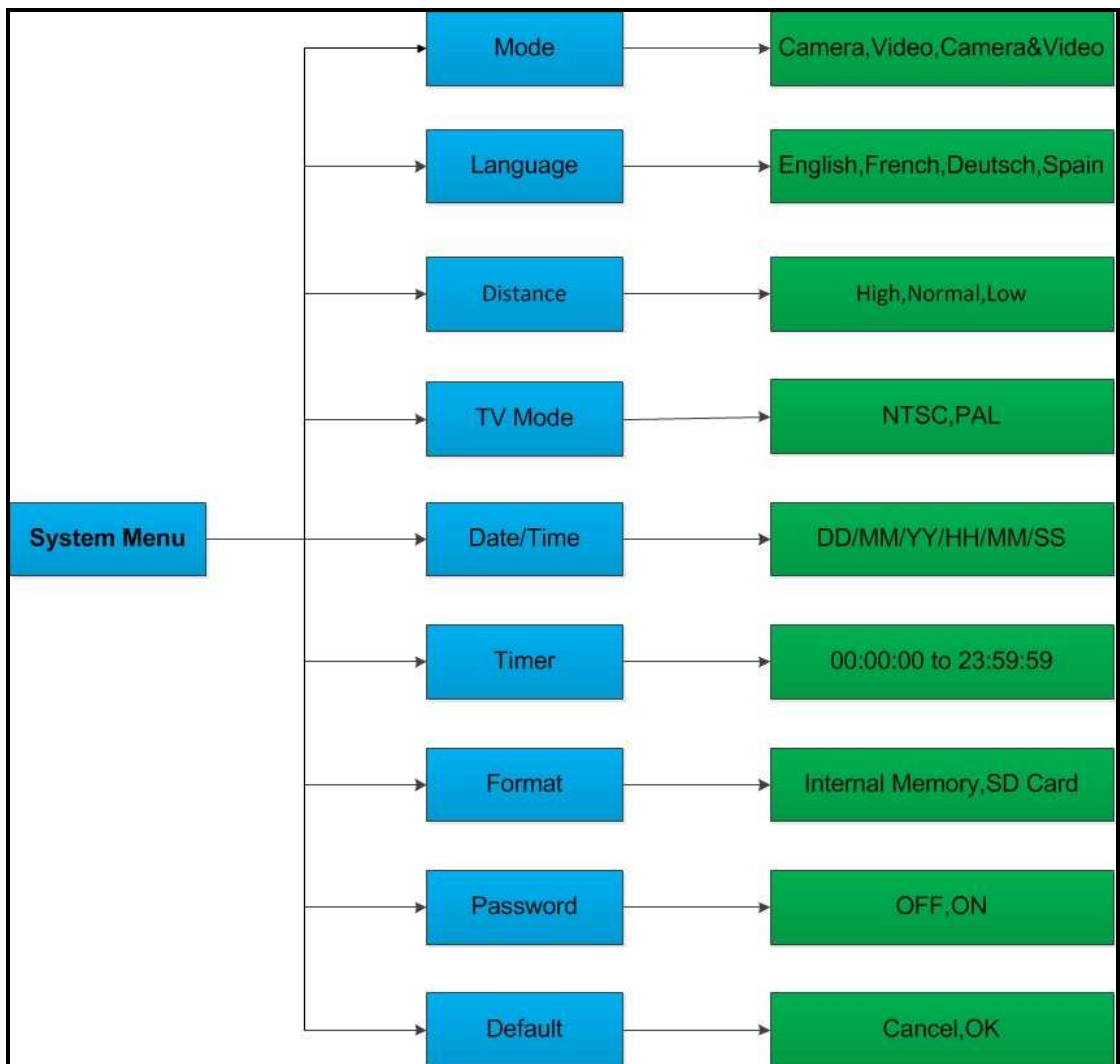 Mode
Camera,Video,Camera&Video
Language
English,French,Deutsch,Spain
Distance
High,Normal,Low
TV Mode
NTSC,PAL
System Menu
Date/Time
DD/MM/YY/HH/MM/SS
Timer
00:00:00 to 23:59:59
Format
Internal Memory,SD Card
Password
OFF,ON
Default
Cancel,OK